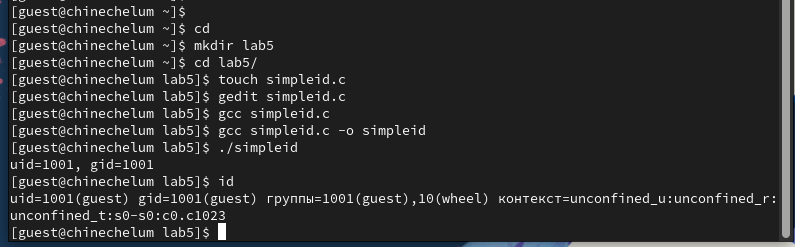 [guest@chinechelum ~]$
[guest@chinechelum ~]$ cd
[guest@chinechelum ~]$ mkdir lab5
[guest@chinechelum ~]$ cd lab5/
[guest@chinechelum lab5]$ touch simpleid.c
[guest@chinechelum lab5]$ gedit simpleid.c
[guest@chinechelum lab5]$ gcc simpleid.c
[guest@chinechelum lab5]$ gcc simpleid.c -o simpleid
[guest@chinechelum lab5]$ ./simpleid
uid=1001, gid=1001
[guest@chinechelum lab5]$ id
uid=1001(guest) gid=1001(guest) группы=1001(guest),10(wheel) контекст=unconfined_u:unconfined_r:
unconfined_t:s0-s0:c0.c1023
[guest@chinechelum lab5]$